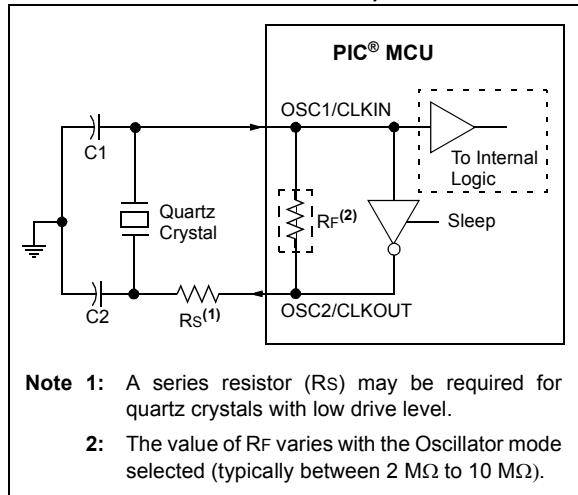 PIC® MCU
OSC1/CLKIN
C1
To Internal
Logic
Quartz
Crystal
RF(2)
Sleep
C2
RS(1)
OSC2/CLKOUT
Note 1: A series resistor (RS) may be required for
quartz crystals with low drive level.
2: The value of RF varies with the Oscillator mode
selected (typically between 2 MΩ to 10 MΩ).